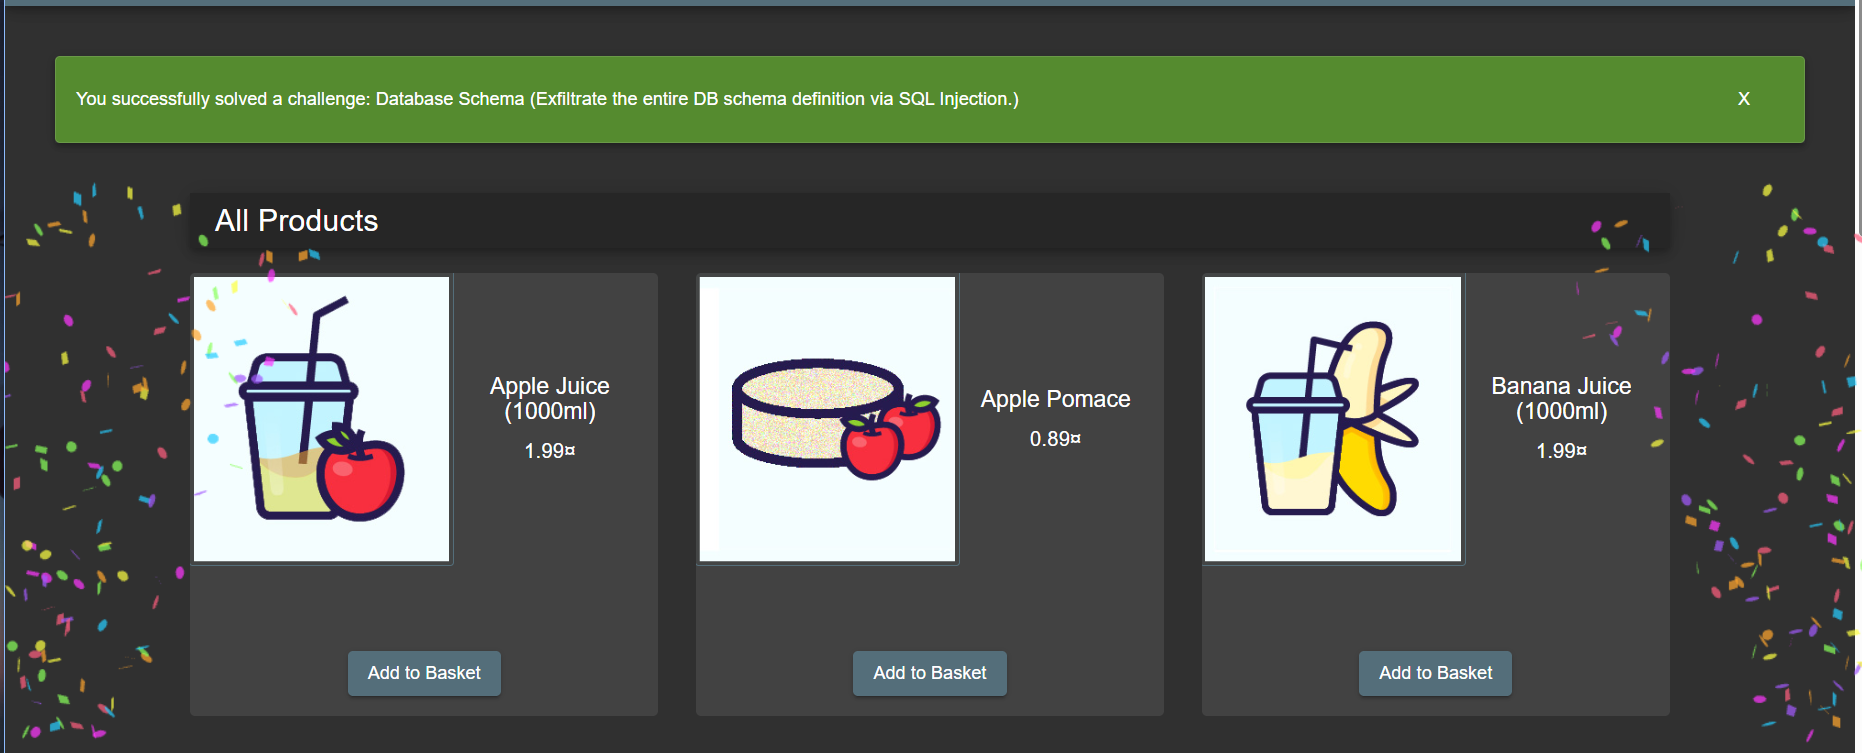 You successfully solved a challenge: Database Schema (Exfiltrate the entire DB schema definition via SQL Injection.)
X
All Products
Apple Juice
(1000ml)
1.99¤
Add to Basket
Apple Pomace
0.89¤
Add to Basket
Banana Juice
(1000ml)
1.99¤
Add to Basket